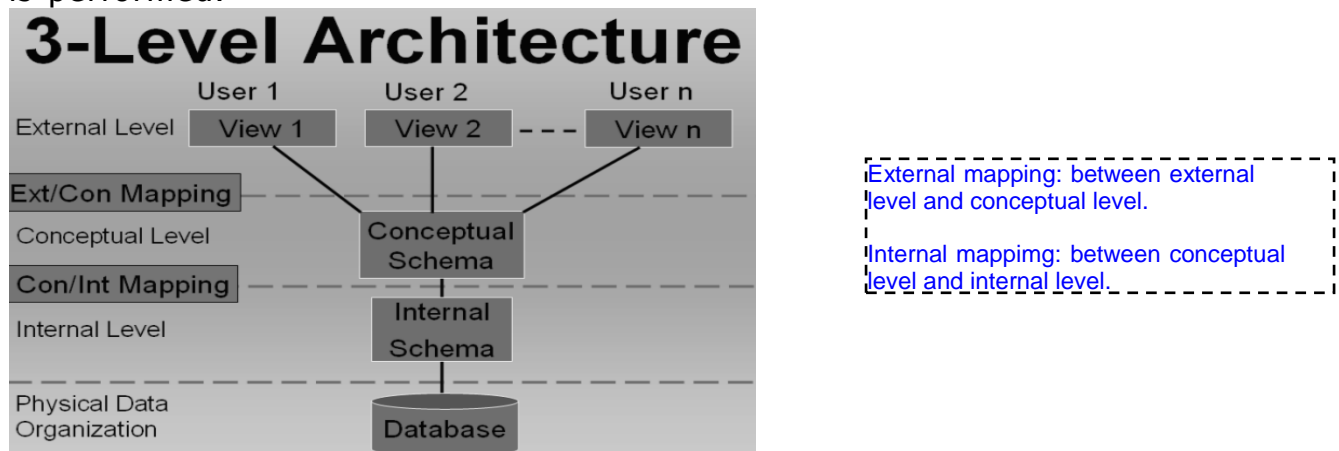 is performed.
3-Level Architecture
User 1 User 2 User n
External Level View 1 View 2 View n
Ext/Con Mapping
Conceptual Level
Conceptual
Schema
Con/Int Mapping
Internal Level
Internal
Schema
Physical Data
Organization
Database
External mapping: between external
level and conceptual level.
Internal mappimg: between conceptual
level and internal level.